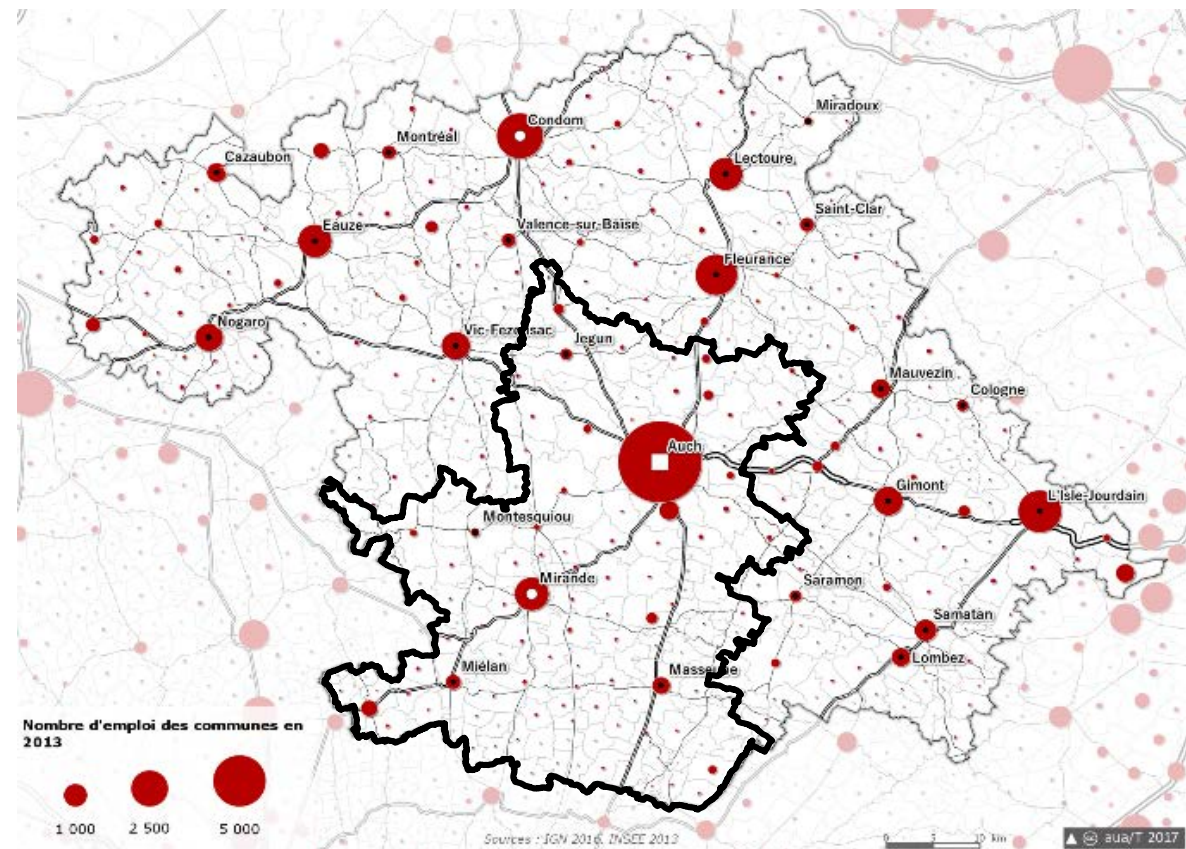 Condom
Miradoux
Montréal
Cazaubon
Lectoure
Saint-Clar
Eauze
Valence-sur-Baïse
Fleurance
Nogaro
Vic-Fezensac
Jegun
Mauvezin
Cologne
Auch
Gimont
L'Isle-Jourdain
Montesquiou
Mirande
Saramon
Samatan
Lombez
Miélan
Masseube
Nombre d'emploi des communes en
2013
1 000 2 500 5 000
Sources : IGN 2016, INSEE 2013
0 5 10 km
aua/T 2017